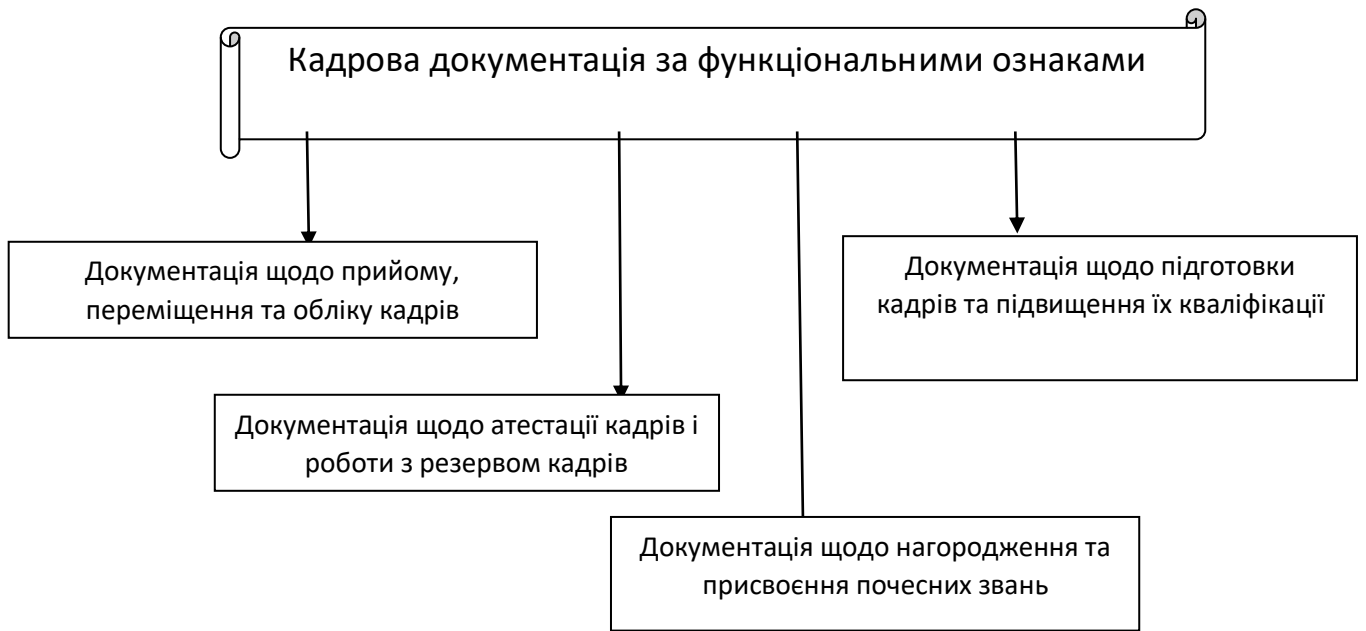 Кадрова документація за функціональними ознаками
Документація щодо прийому,
переміщення та обліку кадрів
Документація щодо підготовки
кадрів та підвищення їх кваліфікації
Документація щодо атестації кадрів і
роботи з резервом кадрів
Документація щодо нагородження та
присвоєння почесних звань